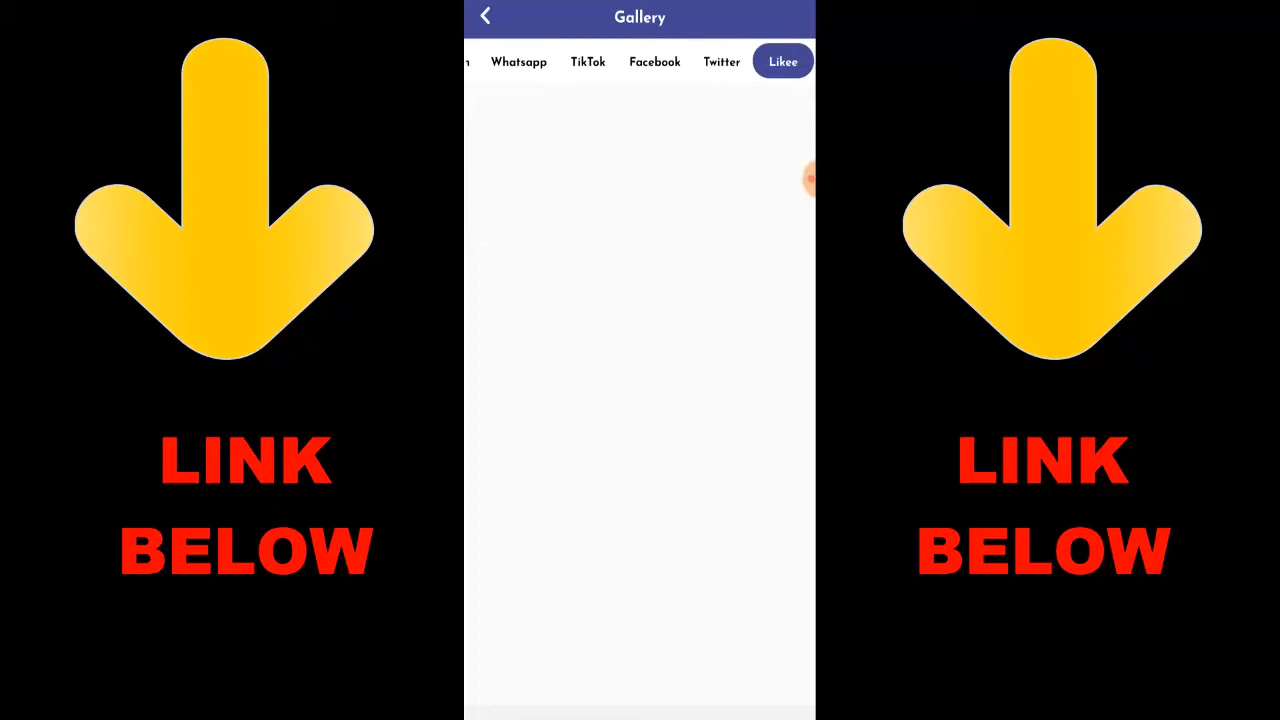 Gallery
Whatsapp TikTok Facebook Twitter Likee
LINK
BELOW
LINK
BELOW